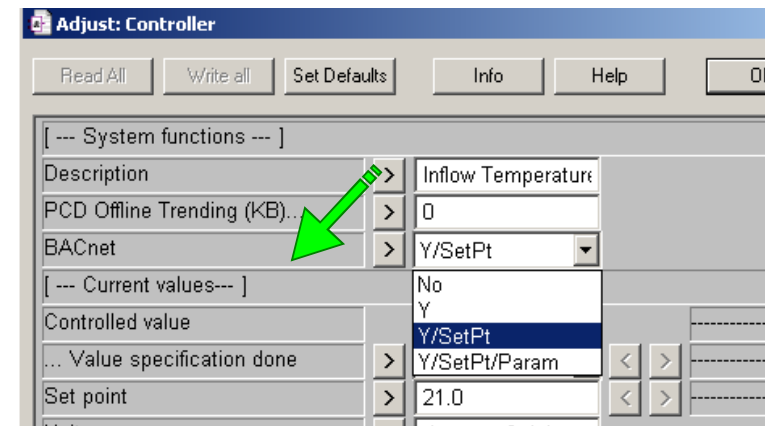 Adjust: Controller
Read All Write all Set Defaults Info Help
[ --- System functions --- ]
Description > Inflow Temperature
PCD Offline Trending (KB)... > 0
BACnet > Y/SetPt
[ --- Current values--- ]
No
Y
Controlled value
Y/SetPt
... Value specification done > Y/SetPt/Param < >
Set point > 21.0 < >